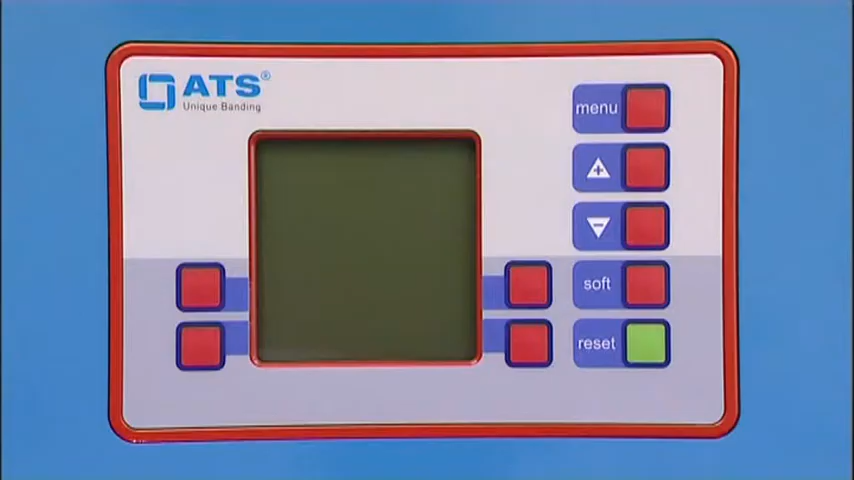 ATS®
Unique Banding
menu
+
−
soft
reset